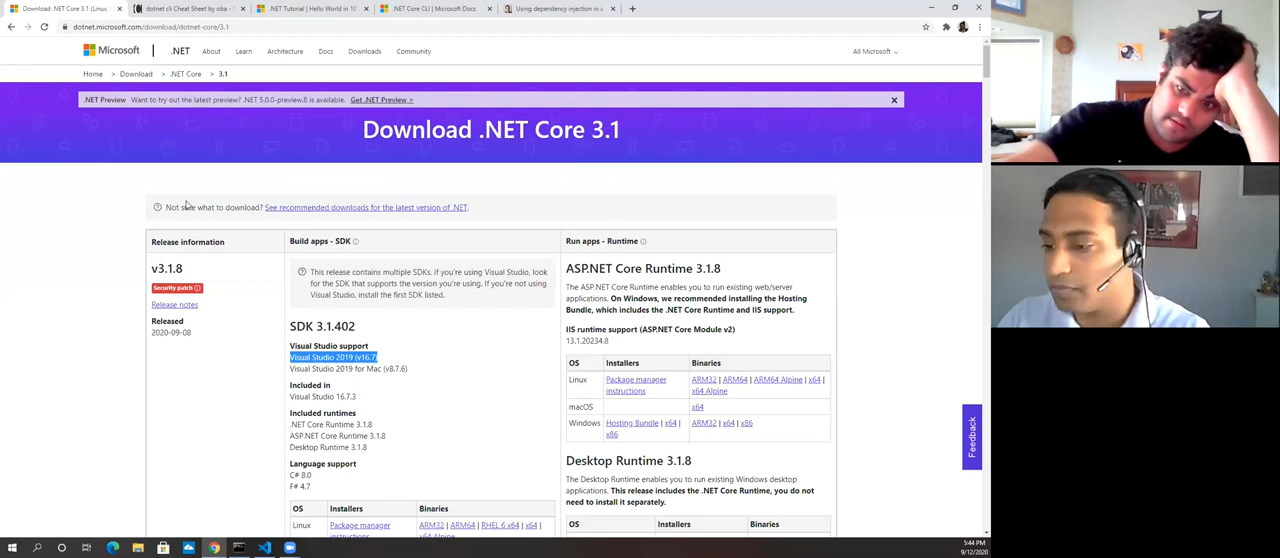 Download .NET Core 3.1 (Linux,
dotnet cli Cheat Sheet by oba
.NET Tutorial | Hello World in 10
.NET Core CLI | Microsoft Docs
Using dependency injection in a
dotnet.microsoft.com/download/dotnet-core/3.1
Microsoft
.NET
About
Learn
Architecture
Docs
Downloads
Community
All Microsoft
Home > Download > .NET Core > 3.1
.NET Preview Want to try out the latest preview? .NET 5.0.0-preview.8 is available. Get .NET Preview >
Download .NET Core 3.1
Not sure what to download? See recommended downloads for the latest version of .NET.
Release information
v3.1.8
Security patch
Release notes
Released
2020-09-08
Build apps - SDK
This release contains multiple SDKs. If you're using Visual Studio, look
for the SDK that supports the version you're using. If you're not using
Visual Studio, install the first SDK listed.
SDK 3.1.402
Visual Studio support
Visual Studio 2019 (v16.7)
Visual Studio 2019 for Mac (v8.7.6)
Included in
Visual Studio 16.7.3
Included runtimes
.NET Core Runtime 3.1.8
ASP.NET Core Runtime 3.1.8
Desktop Runtime 3.1.8
Language support
C# 8.0
F# 4.7
OS Installers Binaries
Linux Package manager ARM32 | ARM64 | RHEL 6 x64 | x64 |
instructions x64 Alpine
Run apps - Runtime
ASP.NET Core Runtime 3.1.8
The ASP.NET Core Runtime enables you to run existing web/server
applications. On Windows, we recommended installing the Hosting
Bundle, which includes the .NET Core Runtime and IIS support.
IIS runtime support (ASP.NET Core Module v2)
13.1.20234.8
OS Installers Binaries
Linux Package manager ARM32 | ARM64 | ARM64 Alpine | x64 |
instructions x64 Alpine
macOS x64
Windows Hosting Bundle | x64 | ARM32 | x64 | x86
x86
Desktop Runtime 3.1.8
The Desktop Runtime enables you to run existing Windows desktop
applications. This release includes the .NET Core Runtime, you do not
need to install it separately.
OS Installers Binaries
Feedback
5:44 PM
9/12/2020